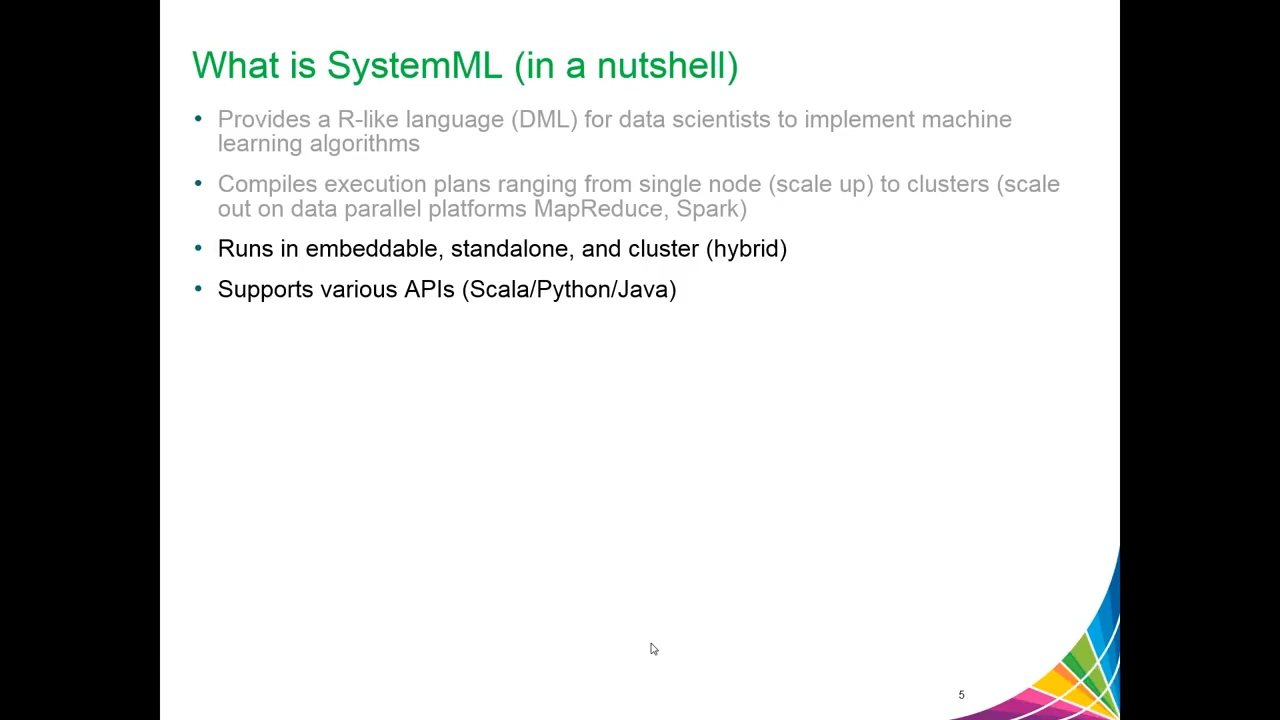 What is SystemML (in a nutshell)
• Provides a R-like language (DML) for data scientists to implement machine
learning algorithms
• Compiles execution plans ranging from single node (scale up) to clusters (scale
out on data parallel platforms MapReduce, Spark)
• Runs in embeddable, standalone, and cluster (hybrid)
• Supports various APIs (Scala/Python/Java)
5